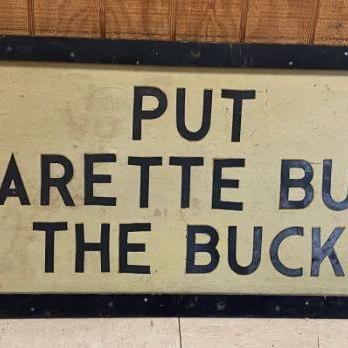 PUT
ARETTE BU
THE BUCK